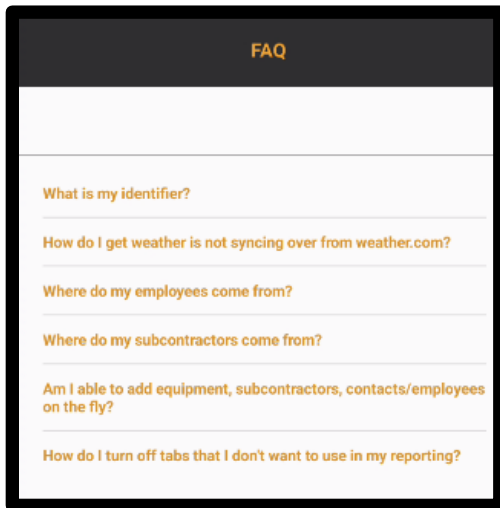 FAQ
What is my identifier?
How do I get weather is not syncing over from weather.com?
Where do my employees come from?
Where do my subcontractors come from?
Am I able to add equipment, subcontractors, contacts/employees
on the fly?
How do I turn off tabs that I don't want to use in my reporting?